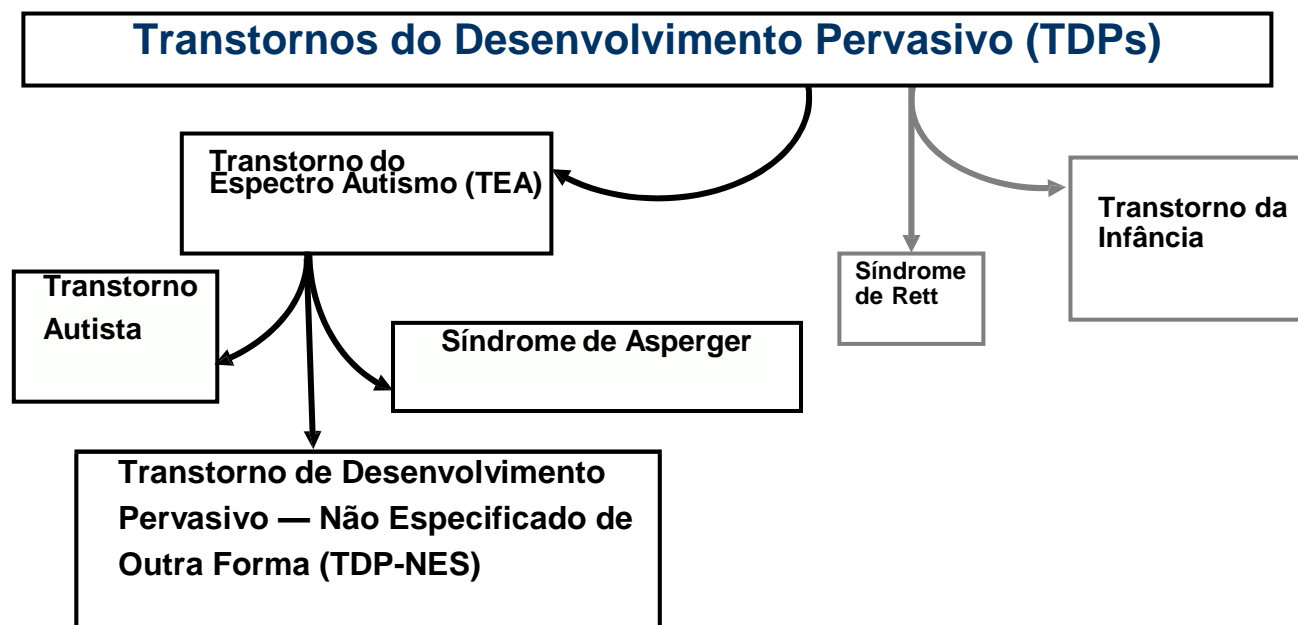 Transtornos do Desenvolvimento Pervasivo (TDPs)
Transtorno do
Espectro Autismo (TEA)
Transtorno da
Infância
Síndrome
de Rett
Transtorno
Autista
Síndrome de Asperger
Transtorno de Desenvolvimento
Pervasivo — Não Especificado de
Outra Forma (TDP-NES)